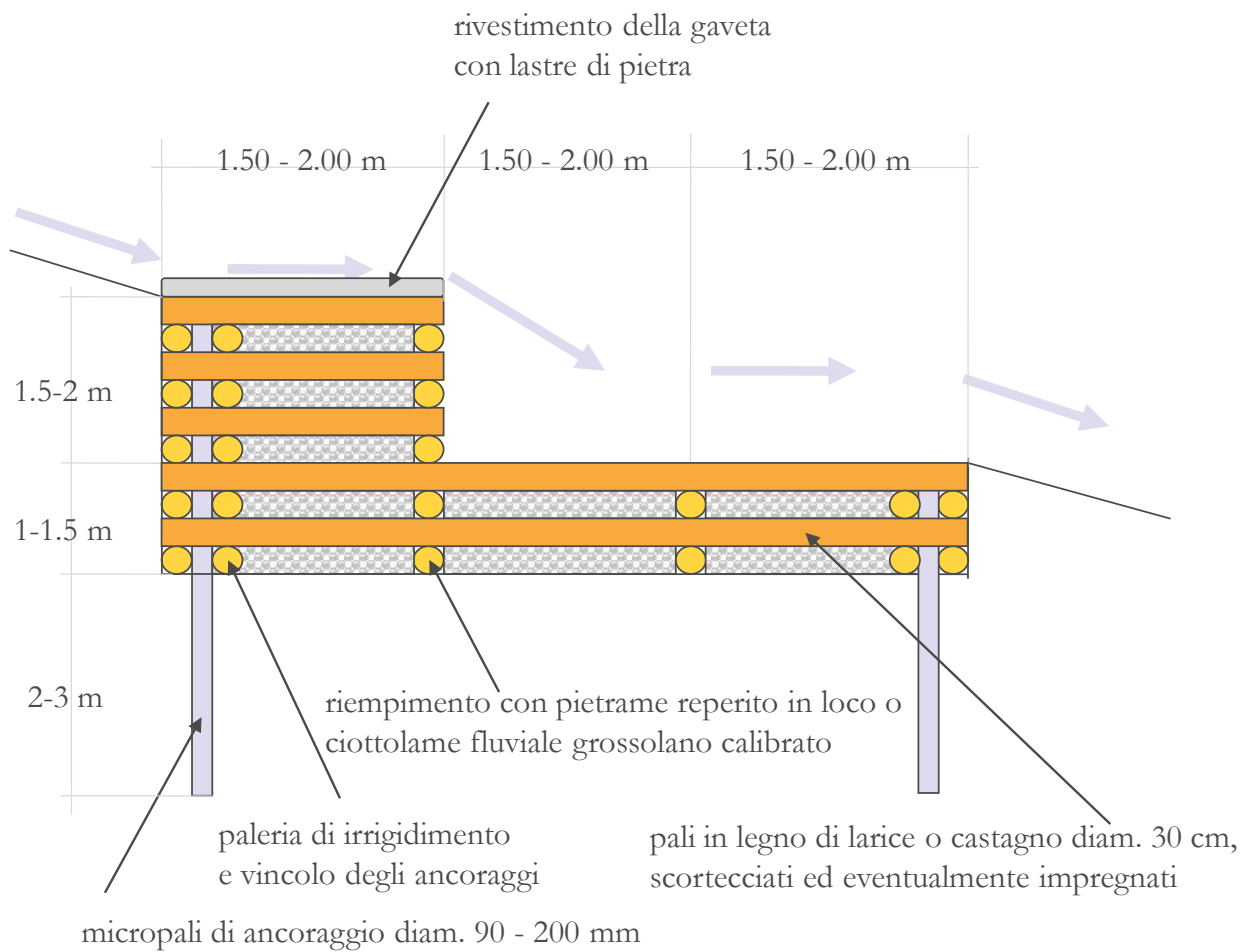 rivestimento della gaveta
con lastre di pietra
1.50 - 2.00 m
1.50 - 2.00 m
1.50 - 2.00 m
1.5-2 m
1-1.5 m
2-3 m
riempimento con pietrame reperito in loco o
ciottolame fluviale grossolano calibrato
paleria di irrigidimento
e vincolo degli ancoraggi
pali in legno di larice o castagno diam. 30 cm,
scortecciati ed eventualmente impregnati
micropali di ancoraggio diam. 90 - 200 mm